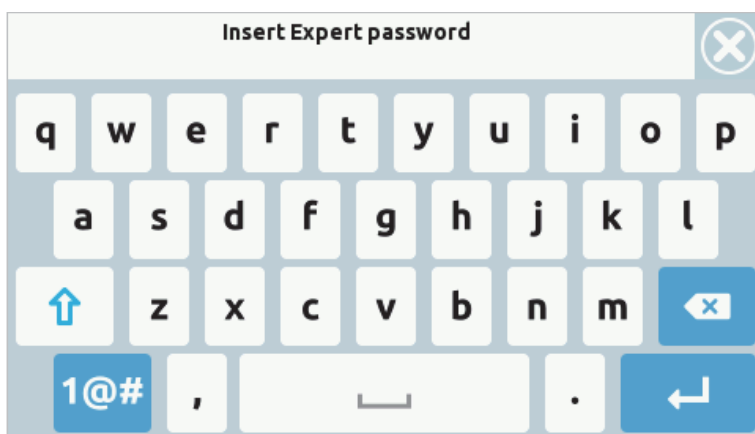 Insert Expert password
q w e r t y u i o p
a s d f g h j k l
z x c v b n m
1@# , .